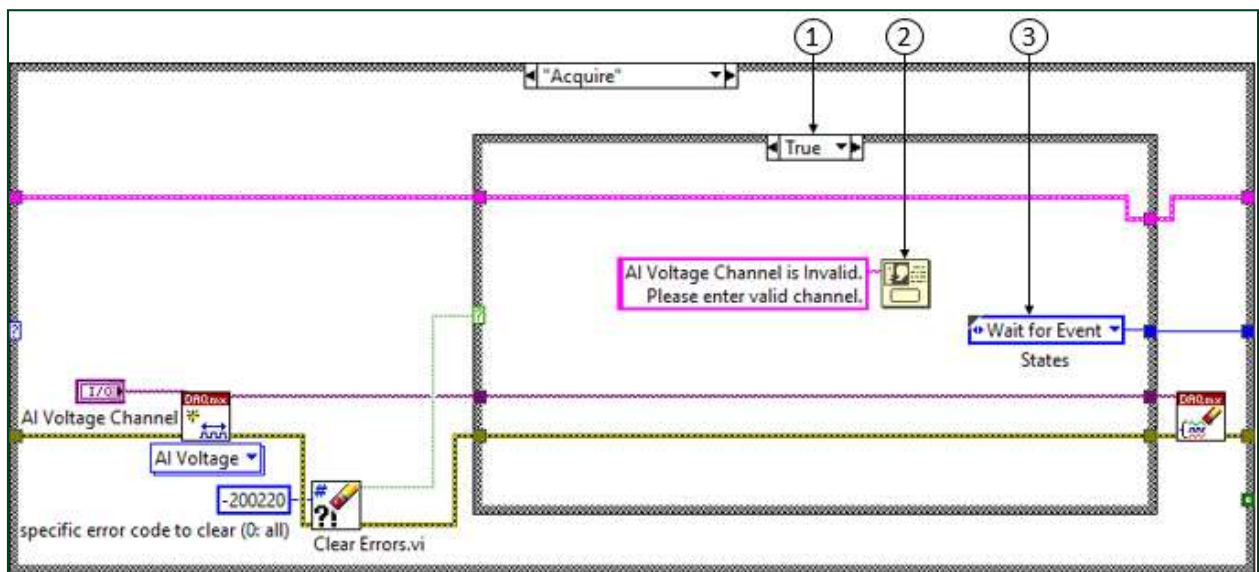 1 2 3
"Acquire"
True
AI Voltage Channel is Invalid.
Please enter valid channel.
Wait for Event
States
I/O
DAQmx
DAQmx
AI Voltage Channel
AI Voltage
-200220
#
?!
specific error code to clear (0: all)
Clear Errors.vi